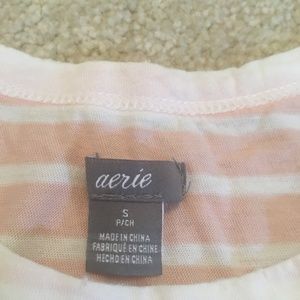 aerie
S
P/CH
MADE IN CHINA
FABRIQUÉ EN CHINE
HECHO EN CHINA